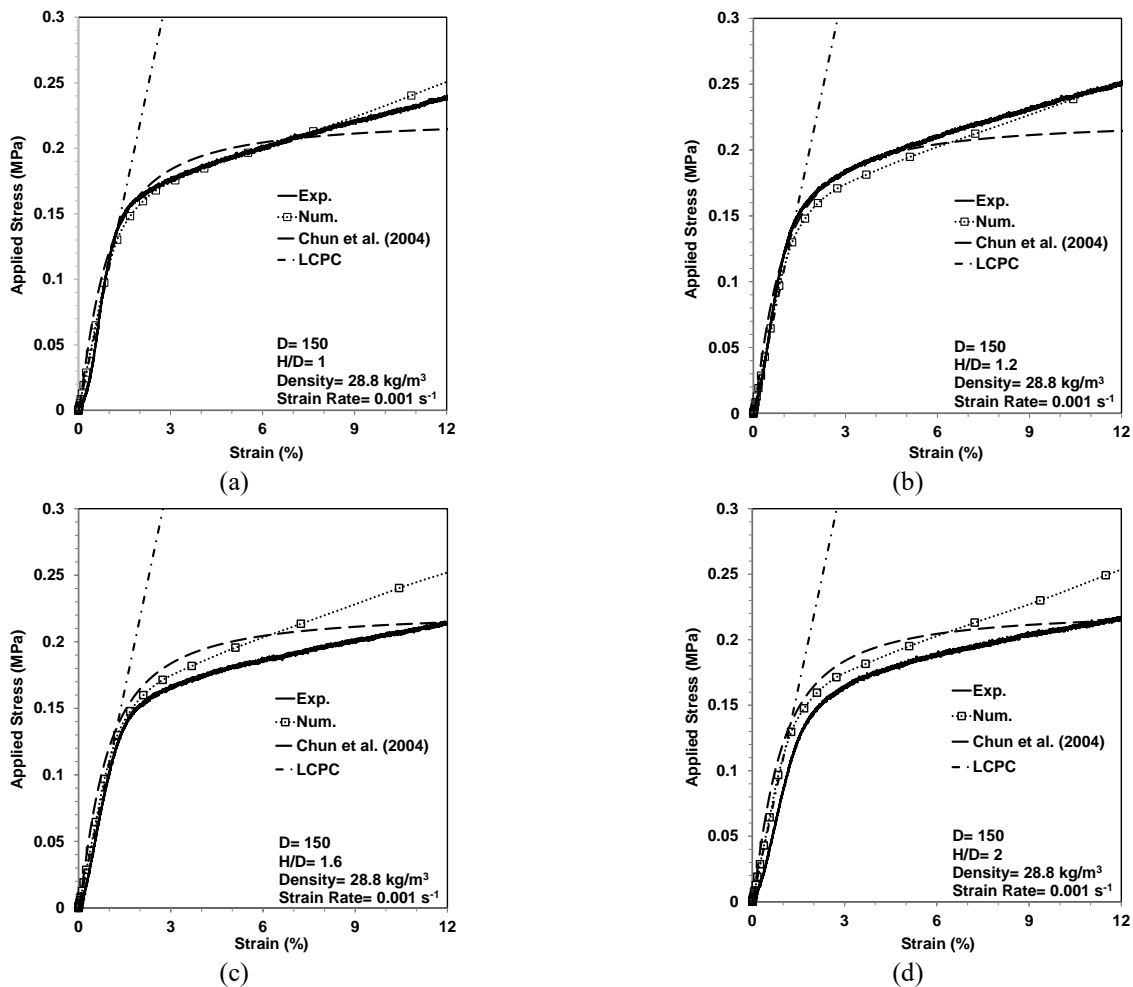 0.3
0.25
0.2
0.15
0.1
0.05
0
Applied Stress (MPa)
Exp.
Num.
Chun et al. (2004)
LCPC
D= 150
H/D= 1
Density= 28.8 kg/m³
Strain Rate= 0.001 s⁻¹
0 3 6 9 12
Strain (%)
(a)
0.3
0.25
0.2
0.15
0.1
0.05
0
Applied Stress (MPa)
Exp.
Num.
Chun et al. (2004)
LCPC
D= 150
H/D= 1.2
Density= 28.8 kg/m³
Strain Rate= 0.001 s⁻¹
0 3 6 9 12
Strain (%)
(b)
0.3
0.25
0.2
0.15
0.1
0.05
0
Applied Stress (MPa)
Exp.
Num.
Chun et al. (2004)
LCPC
D= 150
H/D= 1.6
Density= 28.8 kg/m³
Strain Rate= 0.001 s⁻¹
0 3 6 9 12
Strain (%)
(c)
0.3
0.25
0.2
0.15
0.1
0.05
0
Applied Stress (MPa)
Exp.
Num.
Chun et al. (2004)
LCPC
D= 150
H/D= 2
Density= 28.8 kg/m³
Strain Rate= 0.001 s⁻¹
0 3 6 9 12
Strain (%)
(d)